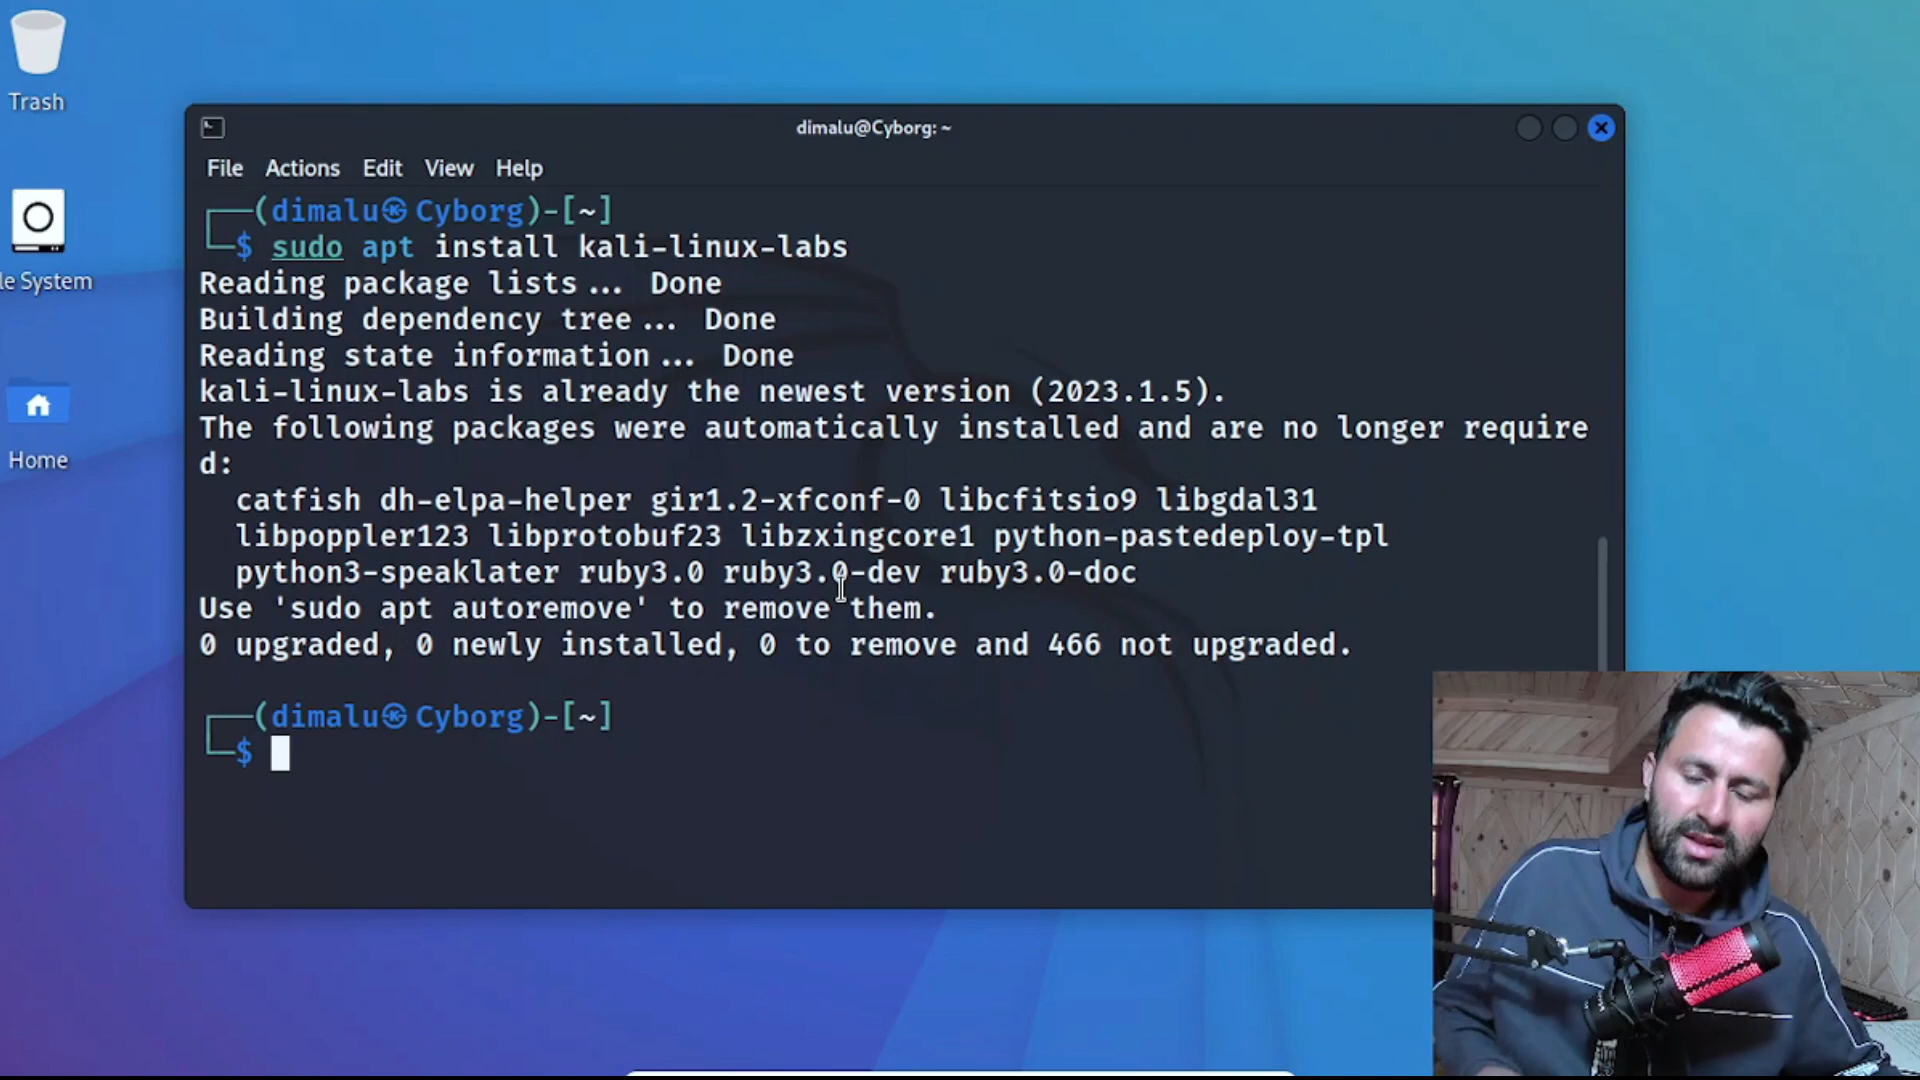 Trash
le System
Home
dimalu@Cyborg: ~
File Actions Edit View Help
┌──(dimalu㉿Cyborg)-[~]
└─$ sudo apt install kali-linux-labs
Reading package lists... Done
Building dependency tree... Done
Reading state information... Done
kali-linux-labs is already the newest version (2023.1.5).
The following packages were automatically installed and are no longer require
d:
catfish dh-elpa-helper gir1.2-xfconf-0 libcfitsio9 libgdal31
libpoppler123 libprotobuf23 libzxingcore1 python-pastedeploy-tpl
python3-speaklater ruby3.0 ruby3.0-dev ruby3.0-doc
Use 'sudo apt autoremove' to remove them.
0 upgraded, 0 newly installed, 0 to remove and 466 not upgraded.
┌──(dimalu㉿Cyborg)-[~]
└─$